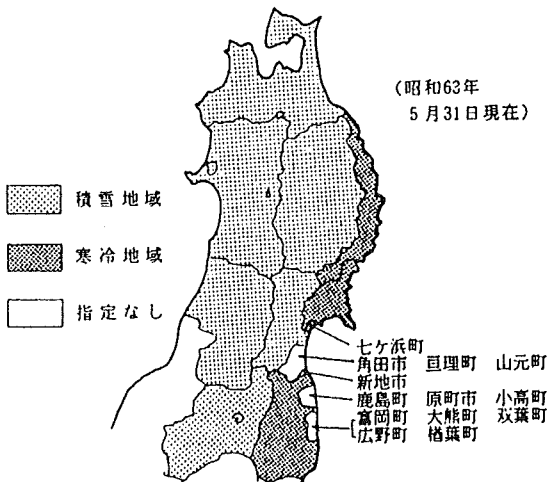 (昭和63年
5月31日現在)
積雪地域
寒冷地域
指定なし
七ケ浜町
角田市 亘理町 山元町
新地市
鹿島町 原町市 小高町
富岡町 大熊町 双葉町
広野町 楢葉町